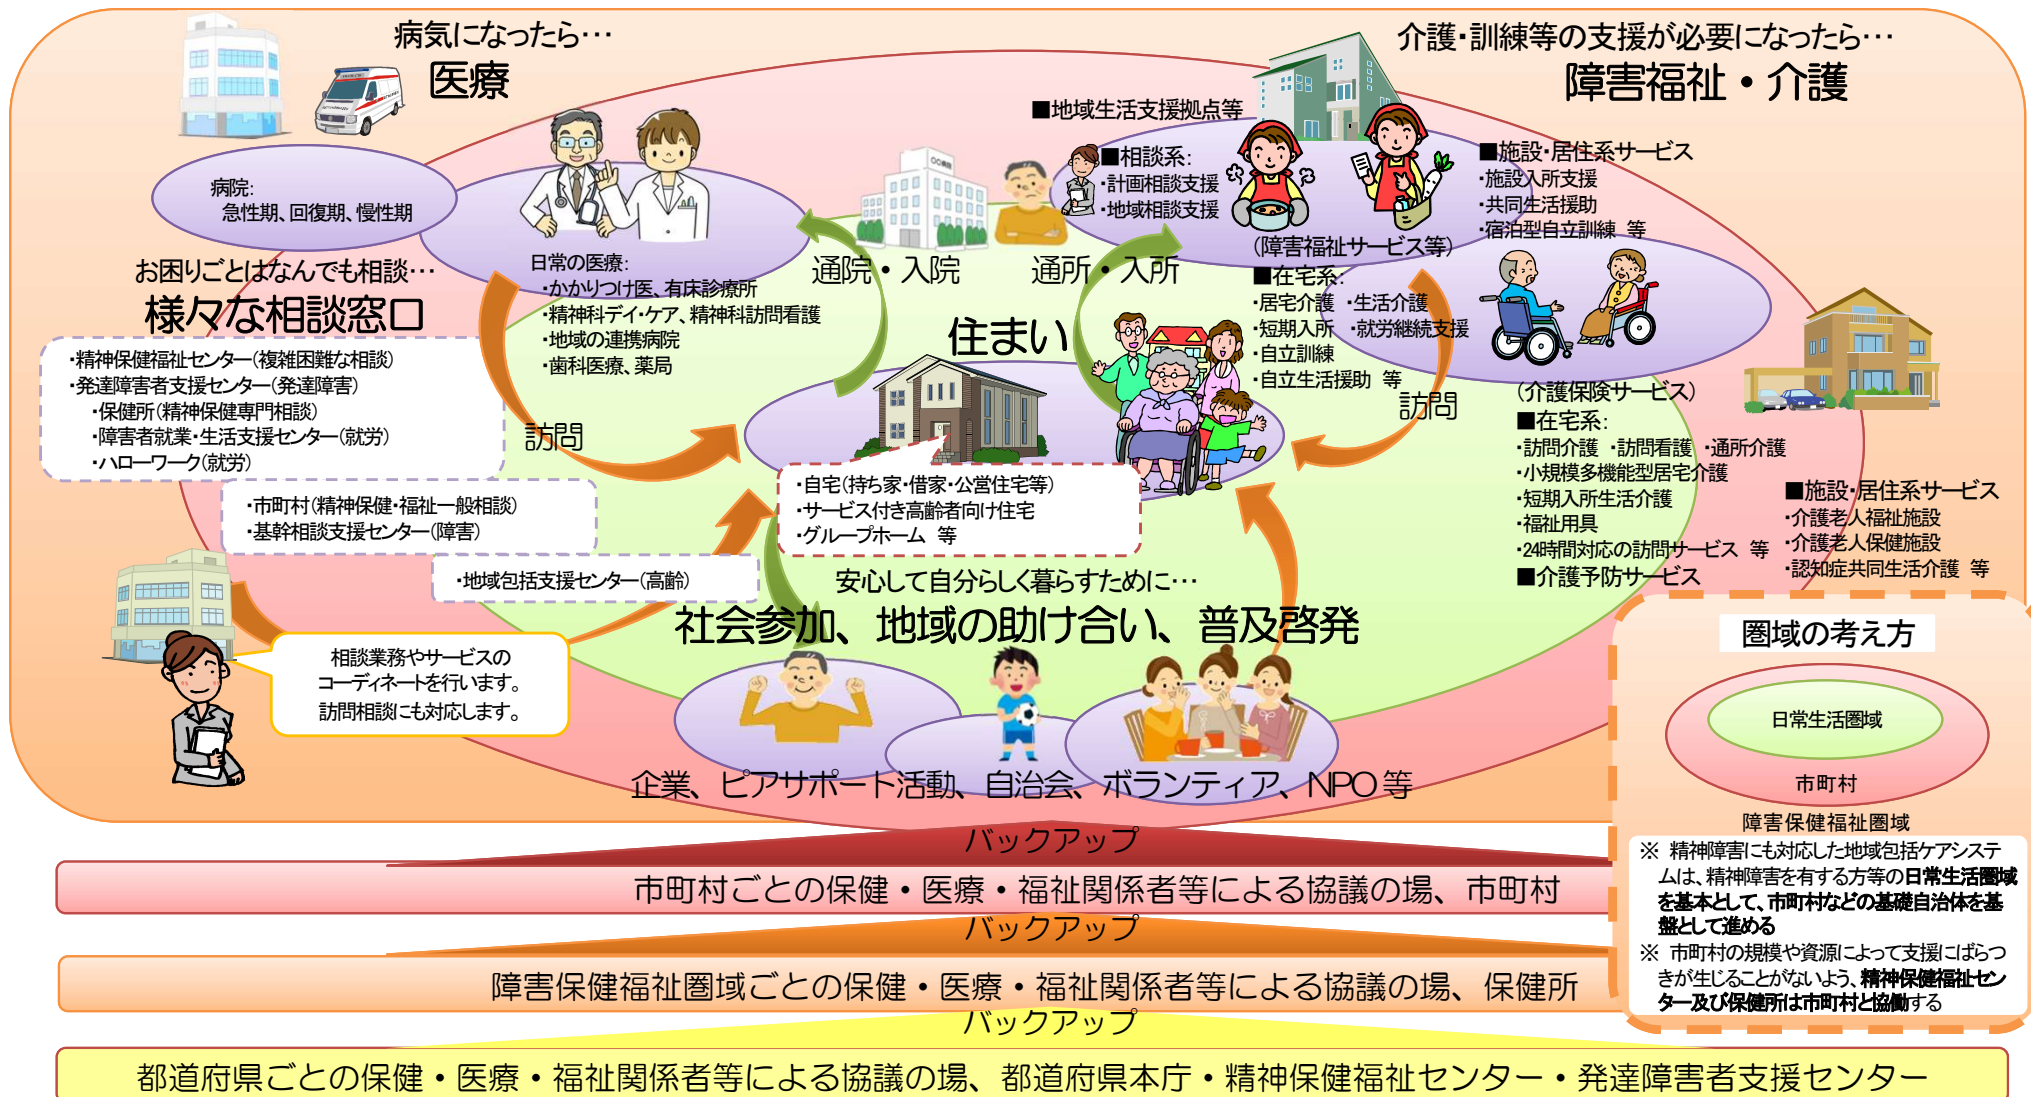 病気になったら…
医療
病院:
急性期、回復期、慢性期
日常の医療:
・かかりつけ医、有床診療所
・精神科デイ・ケア、精神科訪問看護
・地域の連携病院
・歯科医療、薬局
○○病院
通院・入院
通所・入所
介護・訓練等の支援が必要になったら…
障害福祉・介護
■地域生活支援拠点等
■相談系:
・計画相談支援
・地域相談支援
■施設・居住系サービス
・施設入所支援
・共同生活援助
・宿泊型自立訓練 等
(障害福祉サービス等)
■在宅系:
・居宅介護 ・生活介護
・短期入所 ・就労継続支援
・自立訓練
・自立生活援助 等
訪問
(介護保険サービス)
■在宅系:
・訪問介護 ・訪問看護 ・通所介護
・小規模多機能型居宅介護
・短期入所生活介護
・福祉用具
・24時間対応の訪問サービス 等
■介護予防サービス
■施設・居住系サービス
・介護老人福祉施設
・介護老人保健施設
・認知症共同生活介護 等
お困りごとはなんでも相談…
様々な相談窓口
・精神保健福祉センター(複雑困難な相談)
・発達障害者支援センター(発達障害)
・保健所(精神保健専門相談)
・障害者就業・生活支援センター(就労)
・ハローワーク(就労)
・市町村(精神保健・福祉一般相談)
・基幹相談支援センター(障害)
・地域包括支援センター(高齢)
訪問
相談業務やサービスの
コーディネートを行います。
訪問相談にも対応します。
住まい
・自宅(持ち家・借家・公営住宅等)
・サービス付き高齢者向け住宅
・グループホーム 等
安心して自分らしく暮らすために…
社会参加、地域の助け合い、普及啓発
企業、ピアサポート活動、自治会、ボランティア、NPO等
バックアップ
市町村ごとの保健・医療・福祉関係者等による協議の場、市町村
バックアップ
障害保健福祉圏域ごとの保健・医療・福祉関係者等による協議の場、保健所
バックアップ
都道府県ごとの保健・医療・福祉関係者等による協議の場、都道府県本庁・精神保健福祉センター・発達障害者支援センター
圏域の考え方
日常生活圏域
市町村
障害保健福祉圏域
※ 精神障害にも対応した地域包括ケアシステ
ムは、精神障害を有する方等の日常生活圏域
を基本として、市町村などの基礎自治体を基
盤として進める
※ 市町村の規模や資源によって支援にばらつ
きが生じることがないよう、精神保健福祉セン
ター及び保健所は市町村と協働する